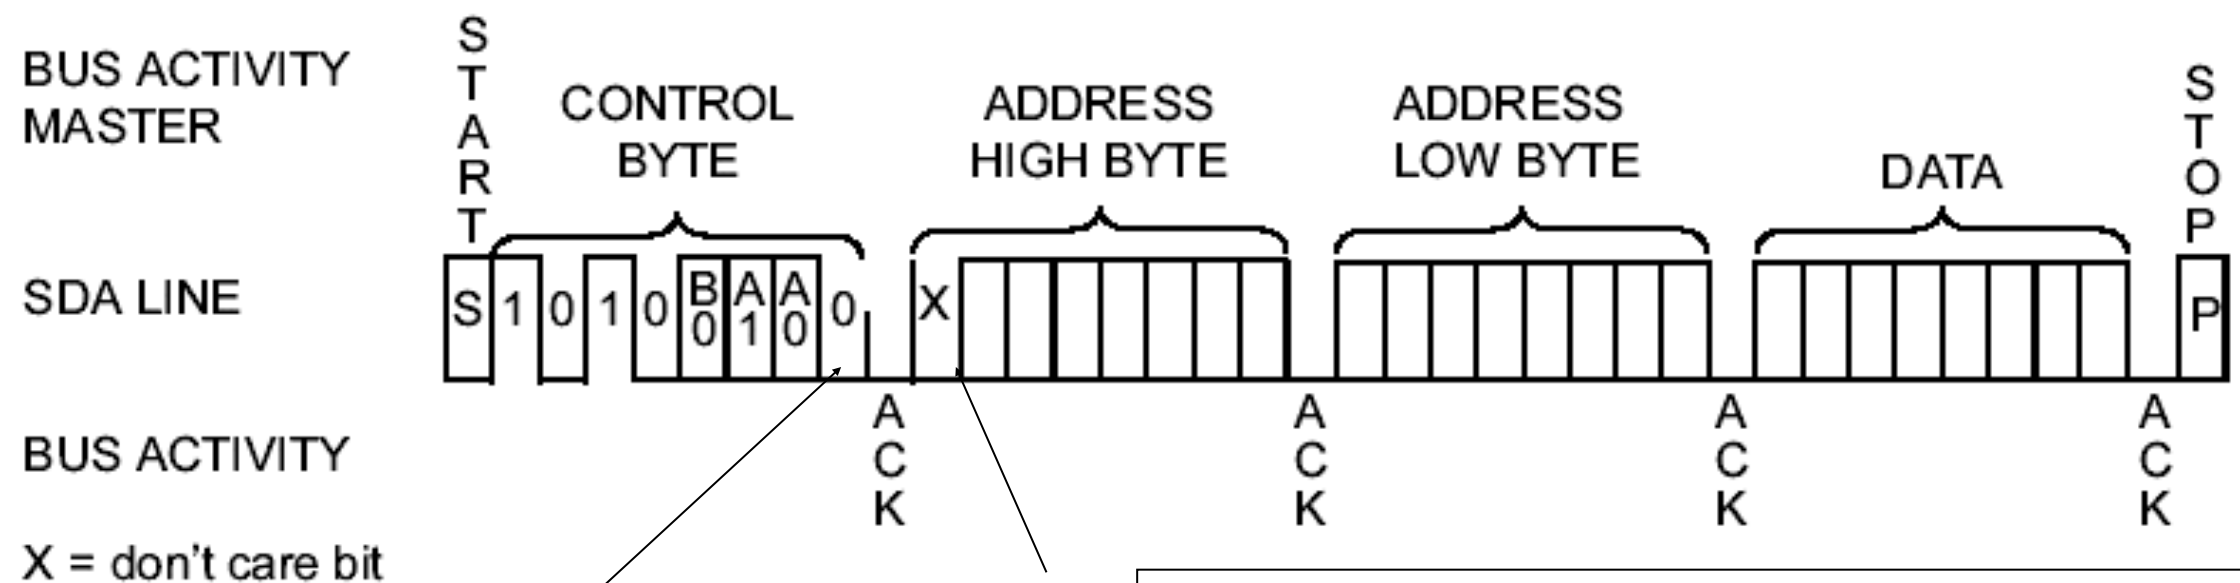 BUS ACTIVITY
MASTER
START
CONTROL
BYTE
ADDRESS
HIGH BYTE
ADDRESS
LOW BYTE
DATA
STOP
SDA LINE
S 1 0 1 0 B0 A1 A0 0 X P
BUS ACTIVITY
ACK ACK ACK ACK
X = don't care bit